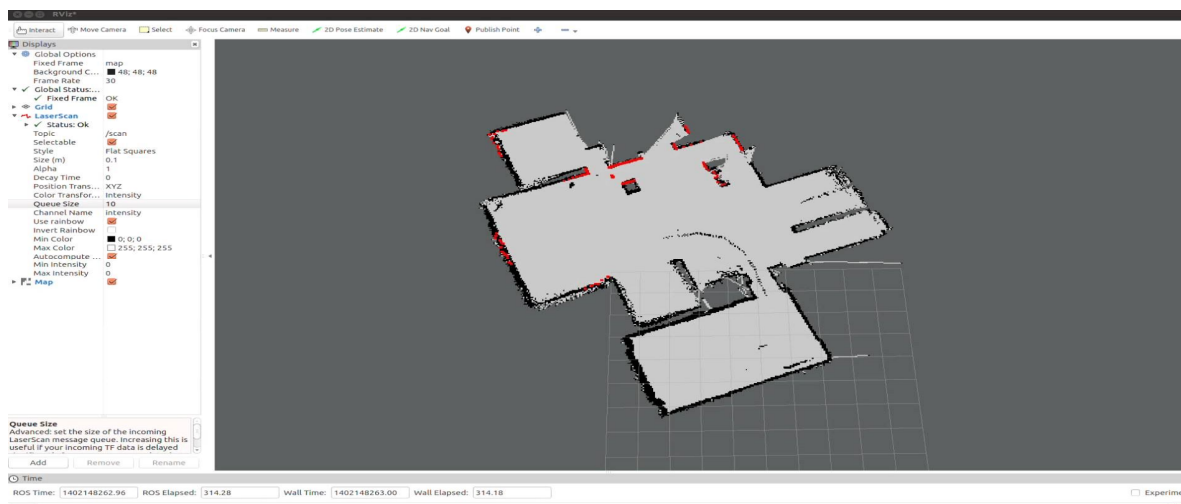 RViz*
Interact Move Camera Select Focus Camera Measure 2D Pose Estimate 2D Nav Goal Publish Point
Displays
Global Options
Fixed Frame map
Background C... 48; 48; 48
Frame Rate 30
Global Status:...
Fixed Frame OK
Grid
LaserScan
Status: Ok
Topic /scan
Selectable
Style Flat Squares
Size (m) 0.1
Alpha 1
Decay Time 0
Position Trans... XYZ
Color Transfor... Intensity
Queue Size 10
Channel Name intensity
Use rainbow
Invert Rainbow
Min Color 0; 0; 0
Max Color 255; 255; 255
Autocompute ...
Min Intensity 0
Max Intensity 0
Map
Queue Size
Advanced: set the size of the incoming
LaserScan message queue. Increasing this is
useful if your incoming TF data is delayed
Add Remove Rename
Time
ROS Time: 1402148262.96 ROS Elapsed: 314.28 Wall Time: 1402148263.00 Wall Elapsed: 314.18 Experime